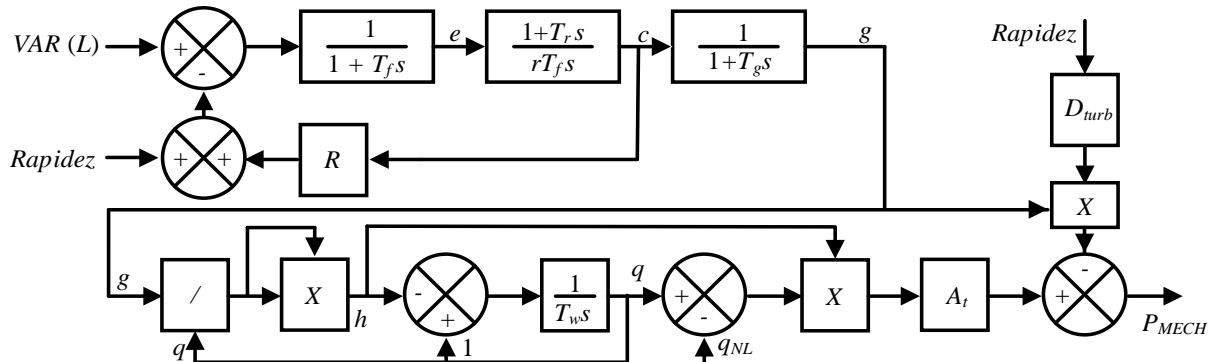 VAR (L)
+
-
1
1 + T_f s
e
1+T_r s
rT_f s
c
1
1+T_g s
g
Rapidez
D_turb
Rapidez
+
+
R
X
g
/
X
h
-
+
1
1
T_w s
q
+
-
q_NL
X
A_t
-
+
P_MECH
q